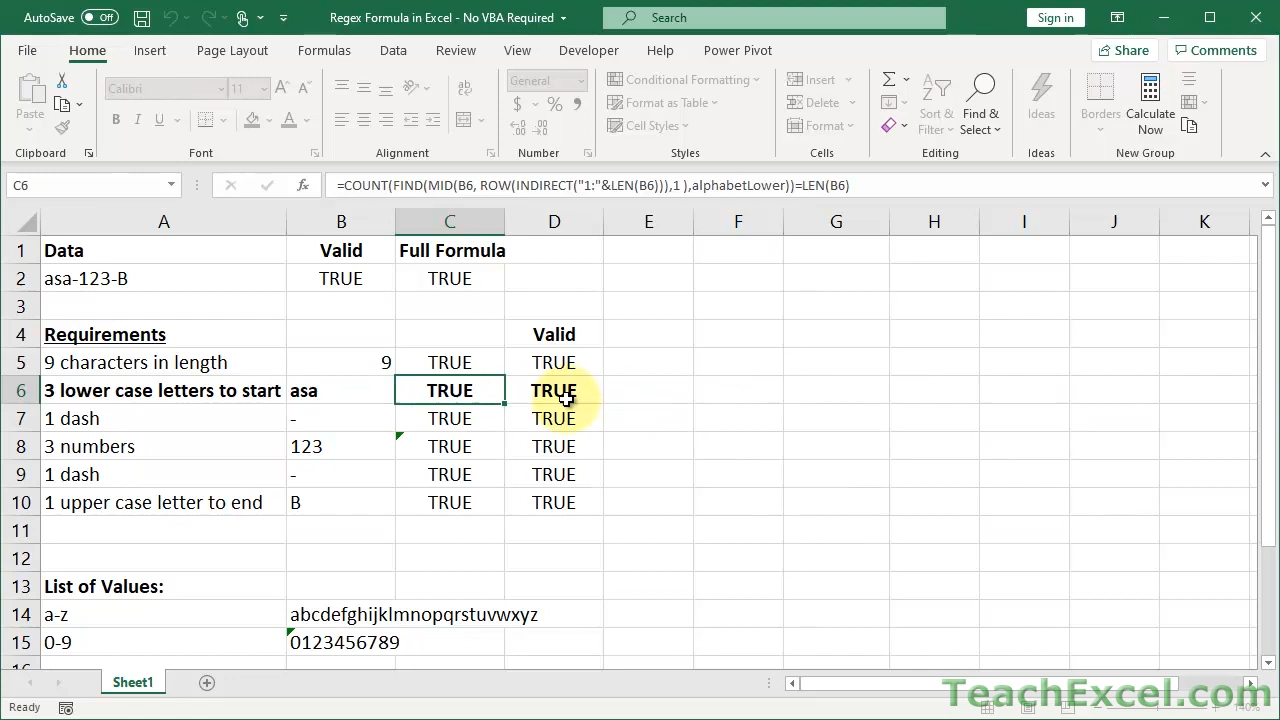 AutoSave Off
Regex Formula in Excel - No VBA Required
Search
Sign in
File Home Insert Page Layout Formulas Data Review View Developer Help Power Pivot Share Comments
Paste
Calibri 11
B I U A
General
$ % 9
Conditional Formatting
Format as Table
Cell Styles
Insert
Delete
Format
Sort & Filter
Find & Select
Ideas
Borders
Calculate Now
Clipboard Font Alignment Number Styles Cells Editing Ideas New Group
C6 fx =COUNT(FIND(MID(B6, ROW(INDIRECT("1:"&LEN(B6))),1 ),alphabetLower))=LEN(B6)
A B C D E F G H I J K
1 Data Valid Full Formula
2 asa-123-B TRUE TRUE
3
4 Requirements Valid
5 9 characters in length 9 TRUE TRUE
6 3 lower case letters to start asa TRUE TRUE
7 1 dash - TRUE TRUE
8 3 numbers 123 TRUE TRUE
9 1 dash - TRUE TRUE
10 1 upper case letter to end B TRUE TRUE
11
12
13 List of Values:
14 a-z abcdefghijklmnopqrstuvwxyz
15 0-9 0123456789
Sheet1
Ready
TeachExcel.com